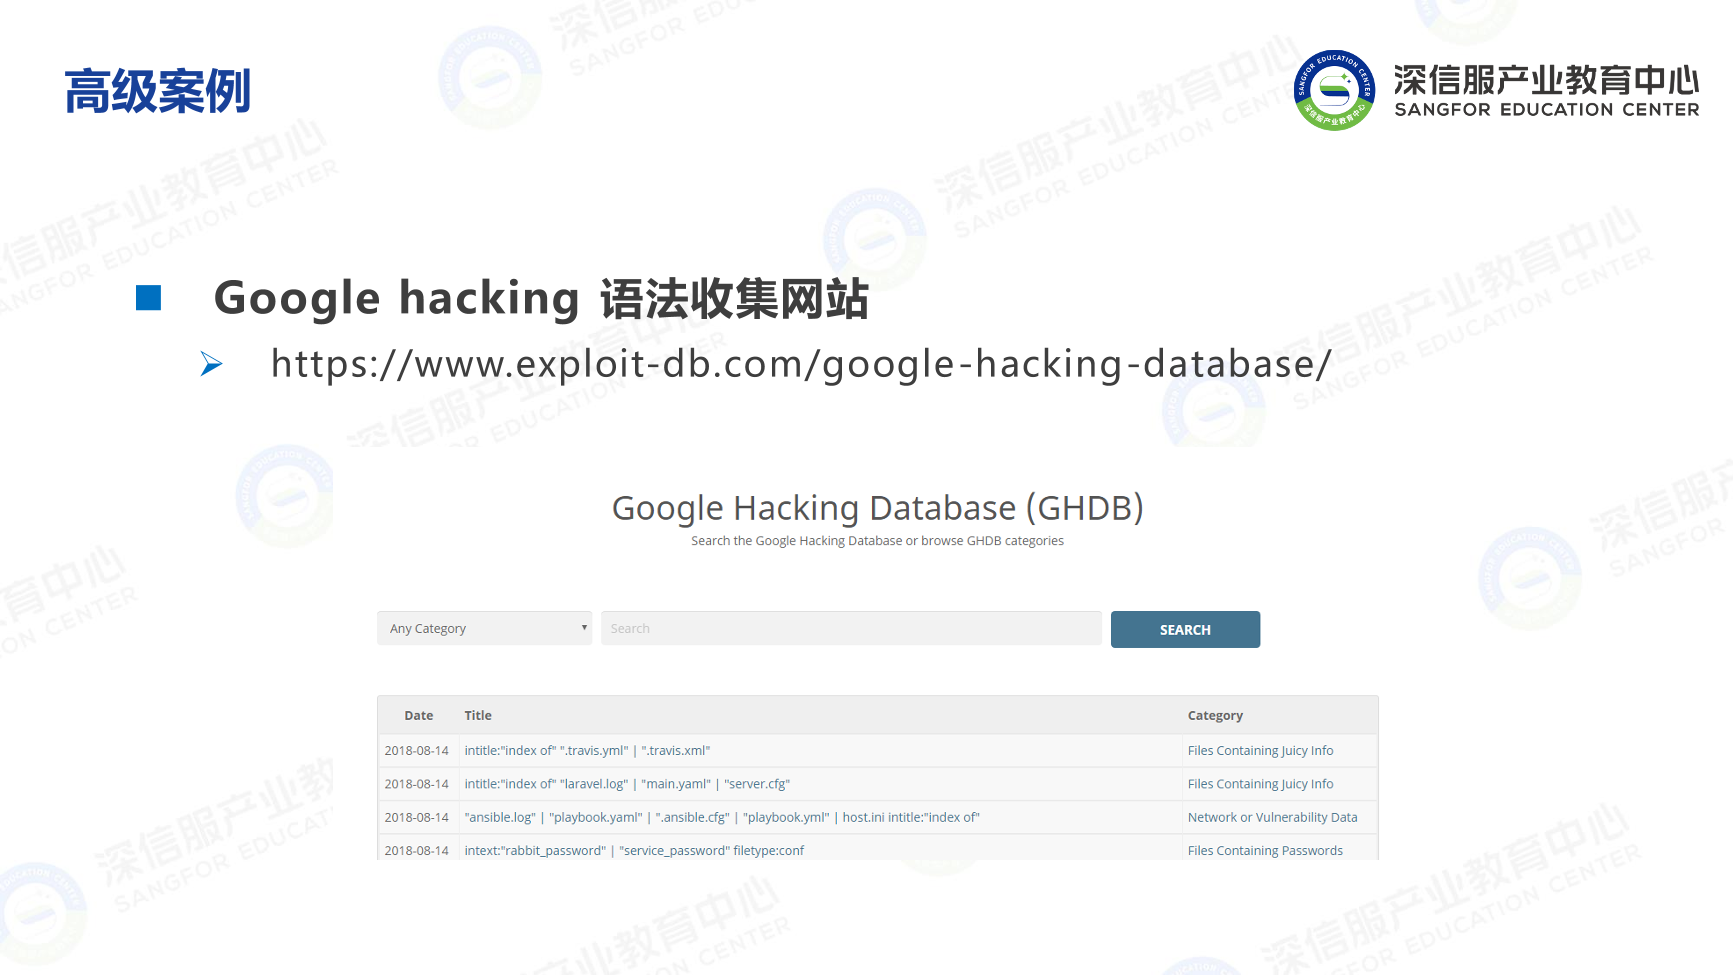 高级案例
深信服产业教育中心
SANGFOR EDUCATION CENTER
Google hacking 语法收集网站
https://www.exploit-db.com/google-hacking-database/
Google Hacking Database (GHDB)
Search the Google Hacking Database or browse GHDB categories
Any Category Search SEARCH
Date Title Category
2018-08-14 intitle:"index of" ".travis.yml" | ".travis.xml" Files Containing Juicy Info
2018-08-14 intitle:"index of" "laravel.log" | "main.yaml" | "server.cfg" Files Containing Juicy Info
2018-08-14 "ansible.log" | "playbook.yaml" | ".ansible.cfg" | "playbook.yml" | host.ini intitle:"index of" Network or Vulnerability Data
2018-08-14 intext:"rabbit_password" | "service_password" filetype:conf Files Containing Passwords